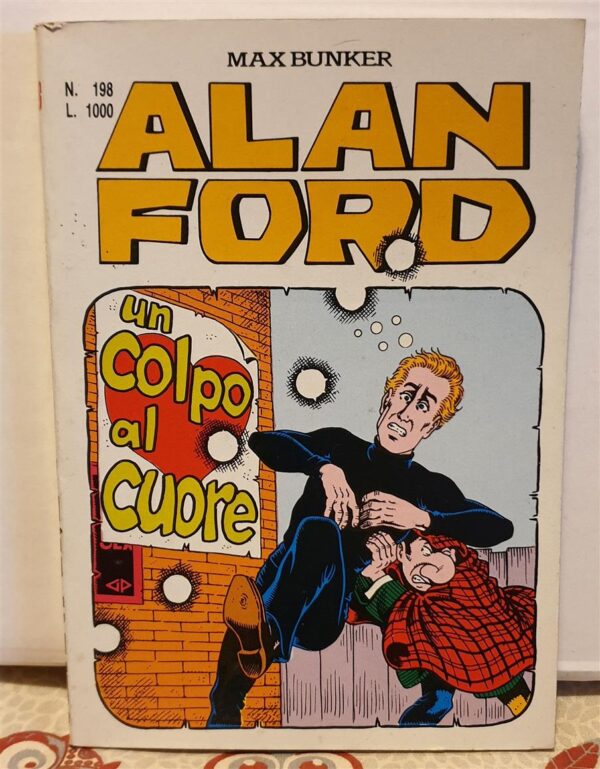 MAX BUNKER
N. 198
L. 1000
ALAN
FORD
un
colpo
al
cuore